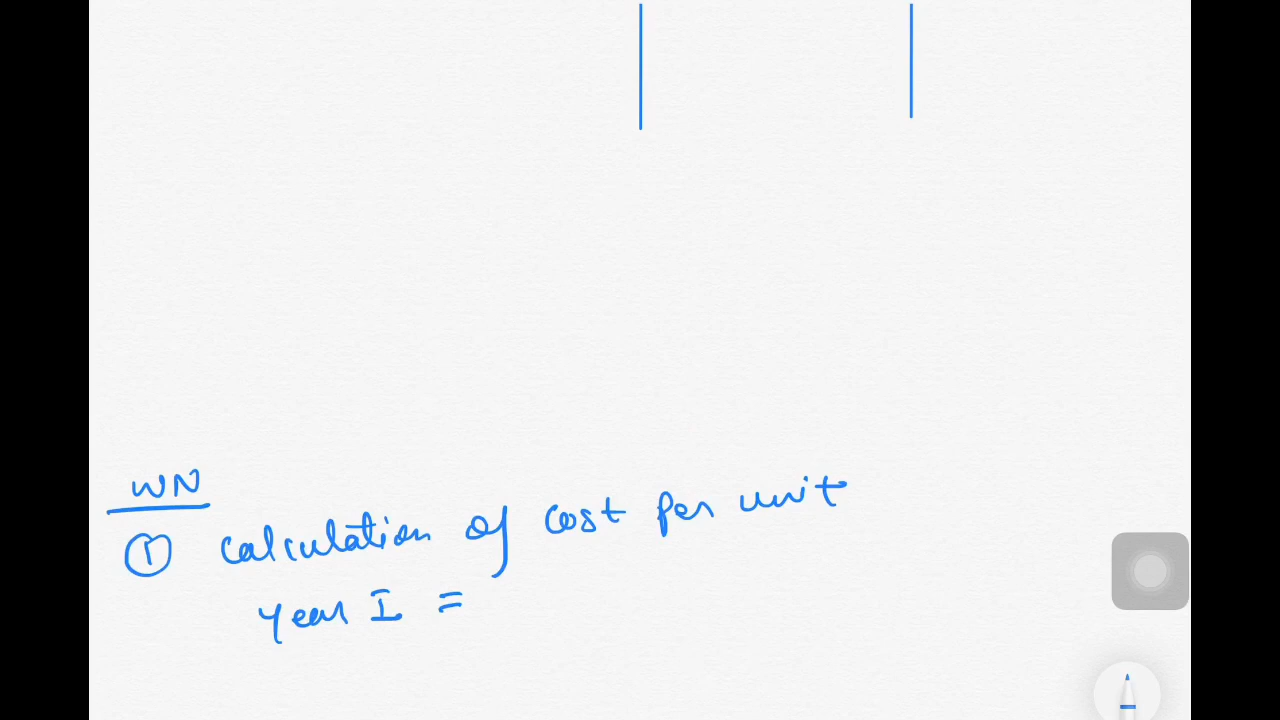 WN
① Calculation of cost per unit
Year I =